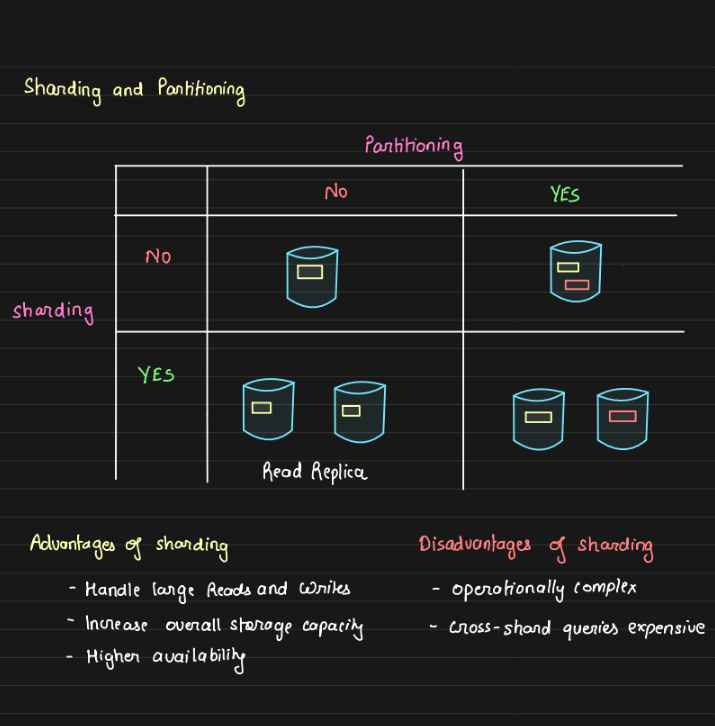 Sharding and Partitioning
Partitioning
NO
YES
NO
sharding
YES
Read Replica
Advantages of sharding
- Handle large Reads and Writes
- Increase overall storage capacity
- Higher availability
Disadvantages of sharding
- operationally complex
- cross-shard queries expensive